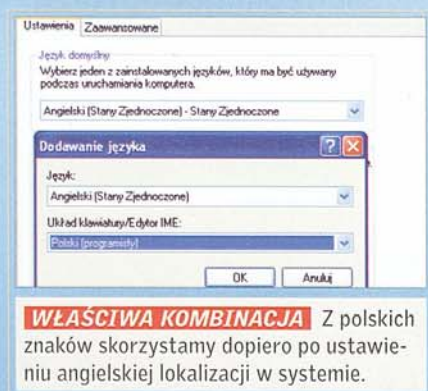 Ustawienia Zaawansowane
Język domyślny
Wybierz jeden z zainstalowanych języków, który ma być używany
podczas uruchamiania komputera.
Angielski (Stany Zjednoczone) - Stany Zjednoczone
Dodawanie języka
Język:
Angielski (Stany Zjednoczone)
Układ klawiatury/Edytor IME:
Polski (programisty)
OK Anuluj
WŁAŚCIWA KOMBINACJA Z polskich
znaków skorzystamy dopiero po ustawie-
niu angielskiej lokalizacji w systemie.